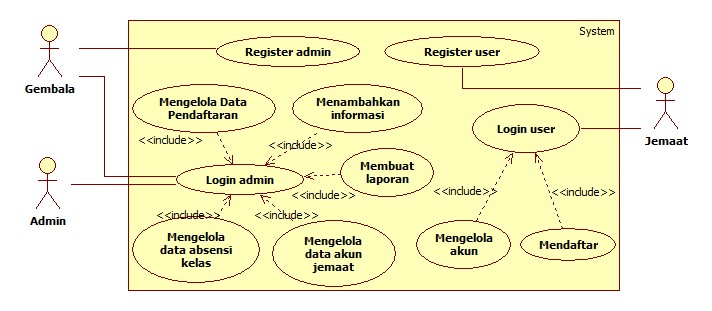 System
Register admin
Register user
Gembala
Mengelola Data
Pendaftaran
Menambahkan
informasi
Login user
Jemaat
<<include>>
<<include>>
Membuat
laporan
Login admin
Admin
<<include>>
<<include>>
<<include>>
<<include>>
<<include>>
Mengelola
data absensi
kelas
Mengelola
data akun
jemaat
Mengelola
akun
Mendaftar